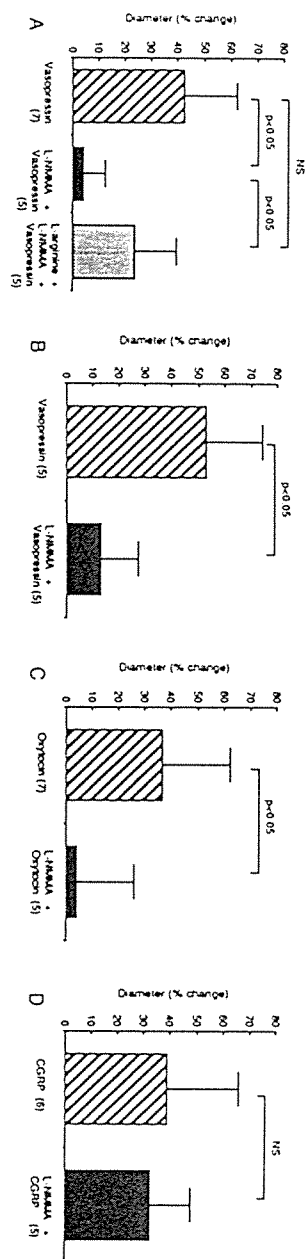 A
Diameter (% change)
80
70
60
50
40
30
20
10
0
NS
p<0.05
p<0.05
Vasopressin
(7)
L-NMMA +
Vasopressin (5)
L-arginine +
L-NMMA +
Vasopressin (5)
B
Diameter (% change)
80
70
60
50
40
30
20
10
0
p<0.05
Vasopressin (5)
L-NMMA
+
Vasopressin (5)
C
Diameter (% change)
80
70
60
50
40
30
20
10
0
p<0.05
Oxytocin (7)
L-NMMA +
Oxytocin (5)
D
Diameter (% change)
80
70
60
50
40
30
20
10
0
NS
CGRP (6)
L-NMMA +
CGRP (5)